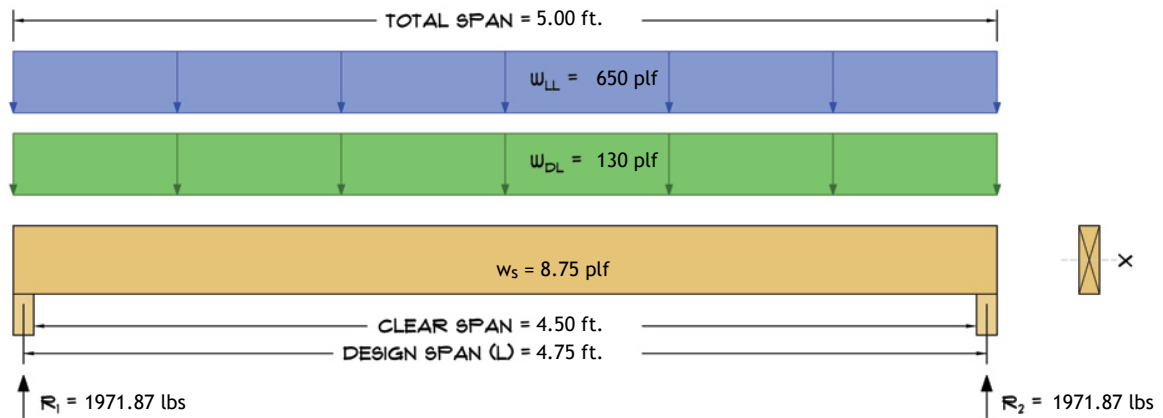 TOTAL SPAN = 5.00 ft.
wLL = 650 plf
wDL = 130 plf
ws = 8.75 plf
X
CLEAR SPAN = 4.50 ft.
DESIGN SPAN (L) = 4.75 ft.
R1 = 1971.87 lbs
R2 = 1971.87 lbs